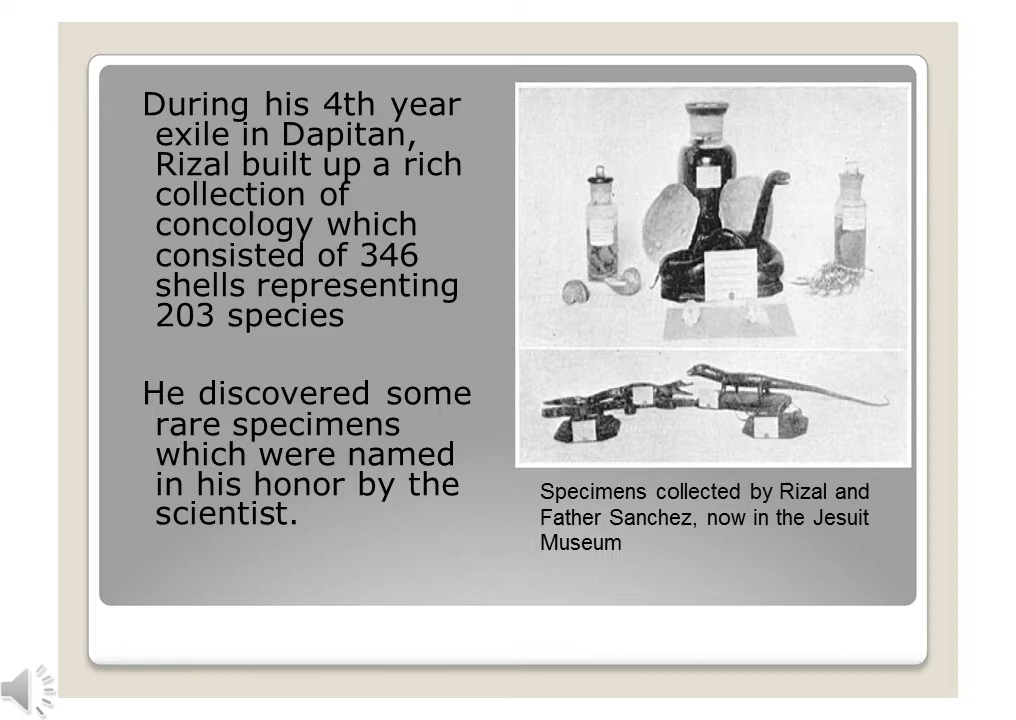 During his 4th year
exile in Dapitan,
Rizal built up a rich
collection of
concology which
consisted of 346
shells representing
203 species
He discovered some
rare specimens
which were named
in his honor by the
scientist.
Specimens collected by Rizal and
Father Sanchez, now in the Jesuit
Museum